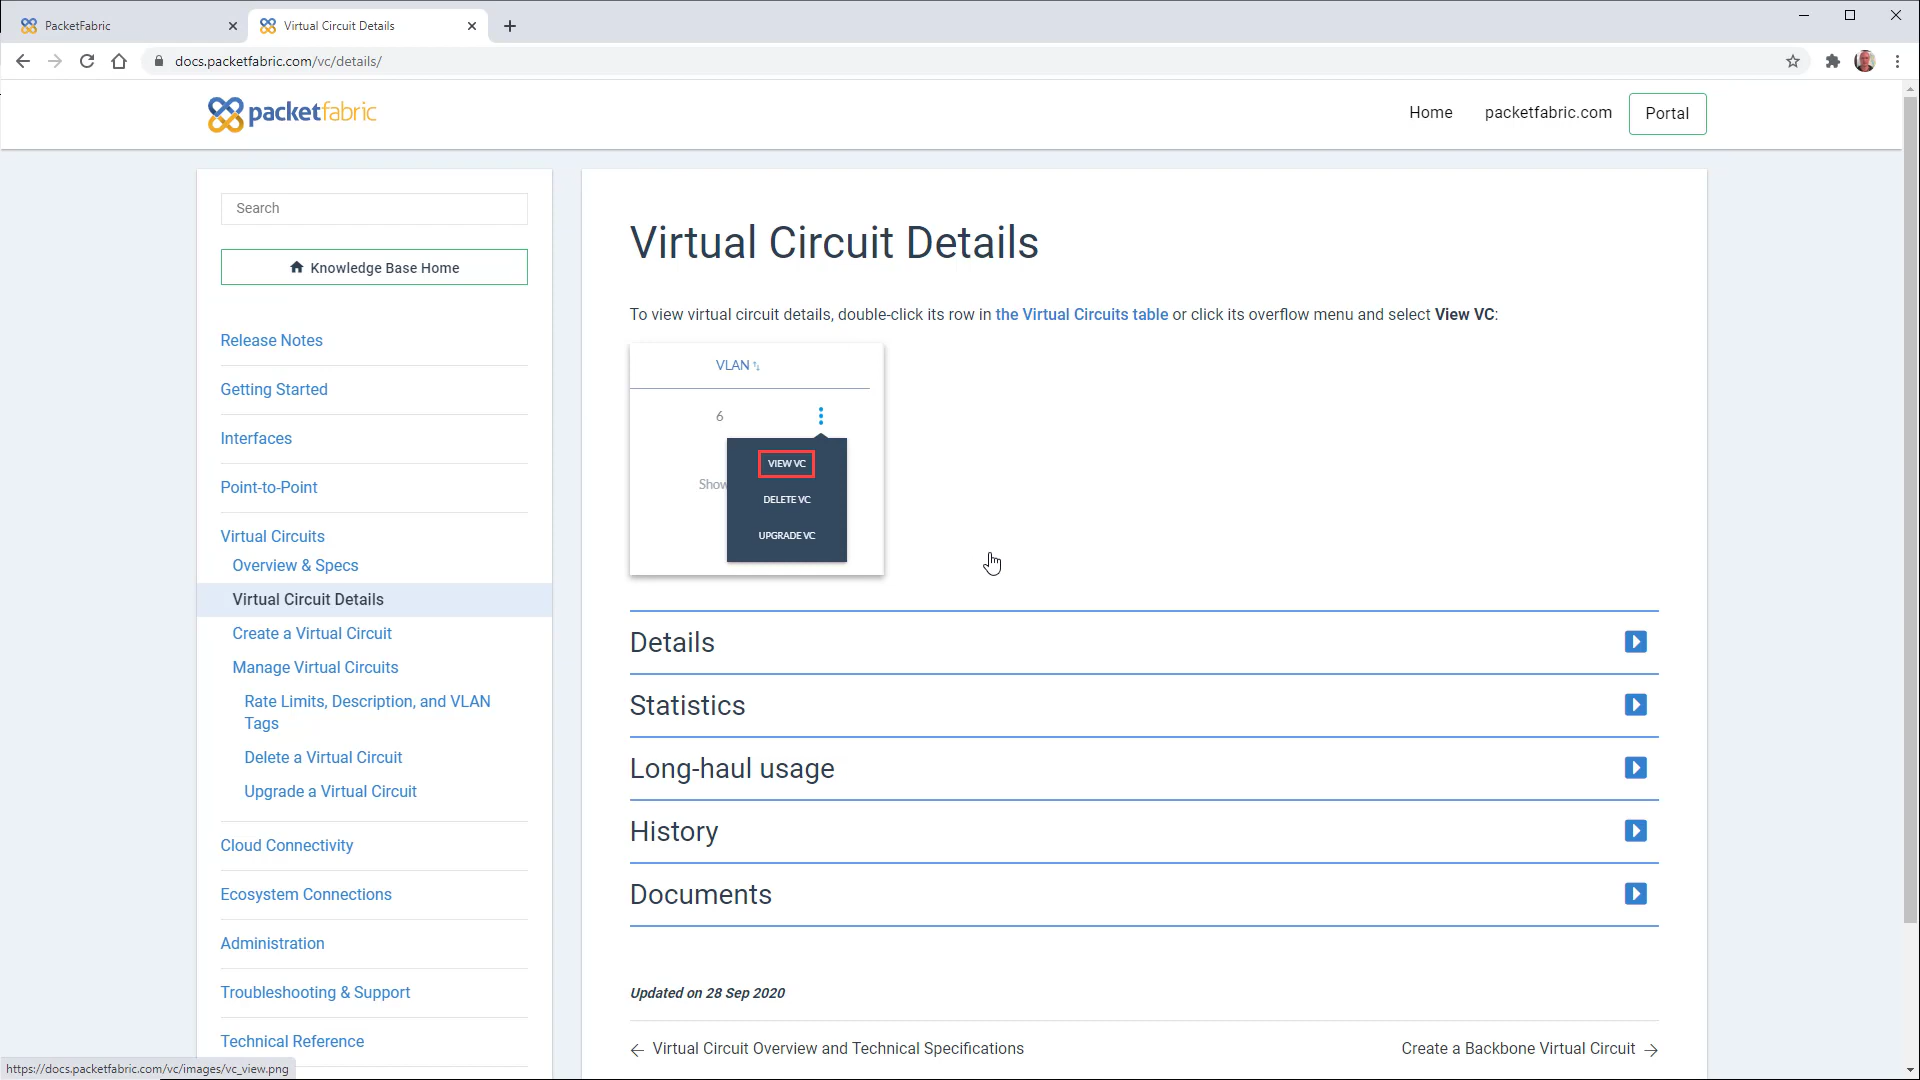 PacketFabric
Virtual Circuit Details
docs.packetfabric.com/vc/details/
packetfabric
Home
packetfabric.com
Portal
Search
Knowledge Base Home
Release Notes
Getting Started
Interfaces
Point-to-Point
Virtual Circuits
Overview & Specs
Virtual Circuit Details
Create a Virtual Circuit
Manage Virtual Circuits
Rate Limits, Description, and VLAN
Tags
Delete a Virtual Circuit
Upgrade a Virtual Circuit
Cloud Connectivity
Ecosystem Connections
Administration
Troubleshooting & Support
Technical Reference
Virtual Circuit Details
To view virtual circuit details, double-click its row in the Virtual Circuits table or click its overflow menu and select View VC:
VLAN
6
VIEW VC
Show
DELETE VC
UPGRADE VC
Details
Statistics
Long-haul usage
History
Documents
Updated on 28 Sep 2020
← Virtual Circuit Overview and Technical Specifications
Create a Backbone Virtual Circuit →
https://docs.packetfabric.com/vc/images/vc_view.png